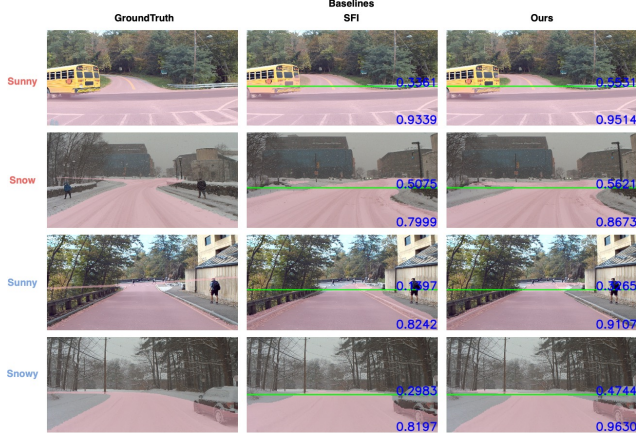 Baselines
GroundTruth SFI Ours
Sunny
0.3361 0.5531
0.9339 0.9514
Snow
0.5075 0.5621
0.7999 0.8673
Sunny
0.8242 0.9107
Snowy
0.2983 0.4744
0.8197 0.9630